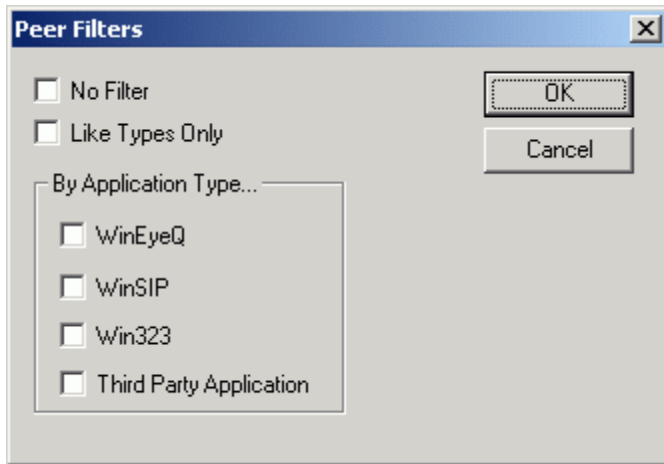 Peer Filters
No Filter
Like Types Only
OK
Cancel
By Application Type...
WinEyeQ
WinSIP
Win323
Third Party Application